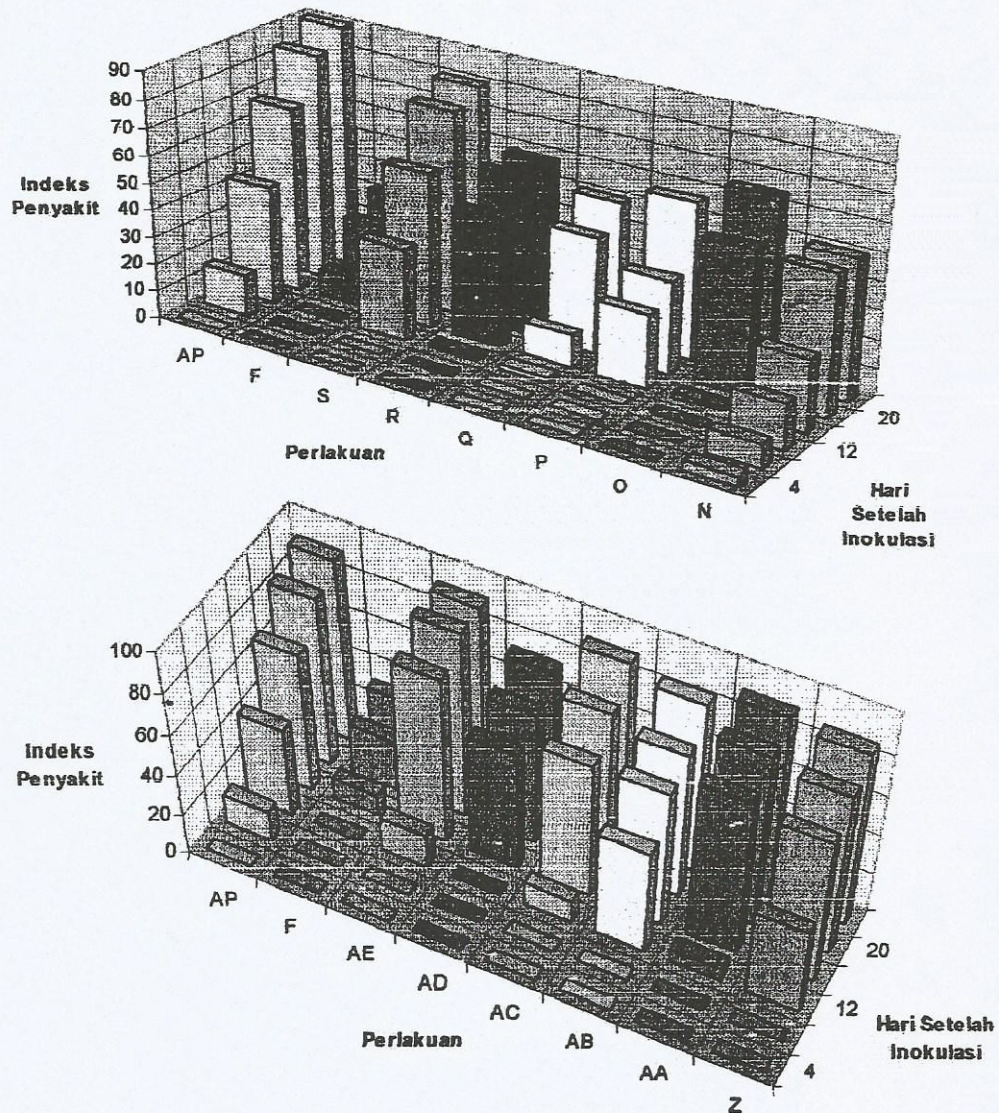 90
80
70
60
50
40
30
20
10
0
Indeks
Penyakit
AP
F
S
R
Q
P
O
N
Perlakuan
20
12
4
Hari
Setelah
Inokulasi
100
80
60
40
20
0
Indeks
Penyakit
AP
F
AE
AD
AC
AB
AA
Z
Perlakuan
20
12
4
Hari Setelah
Inokulasi